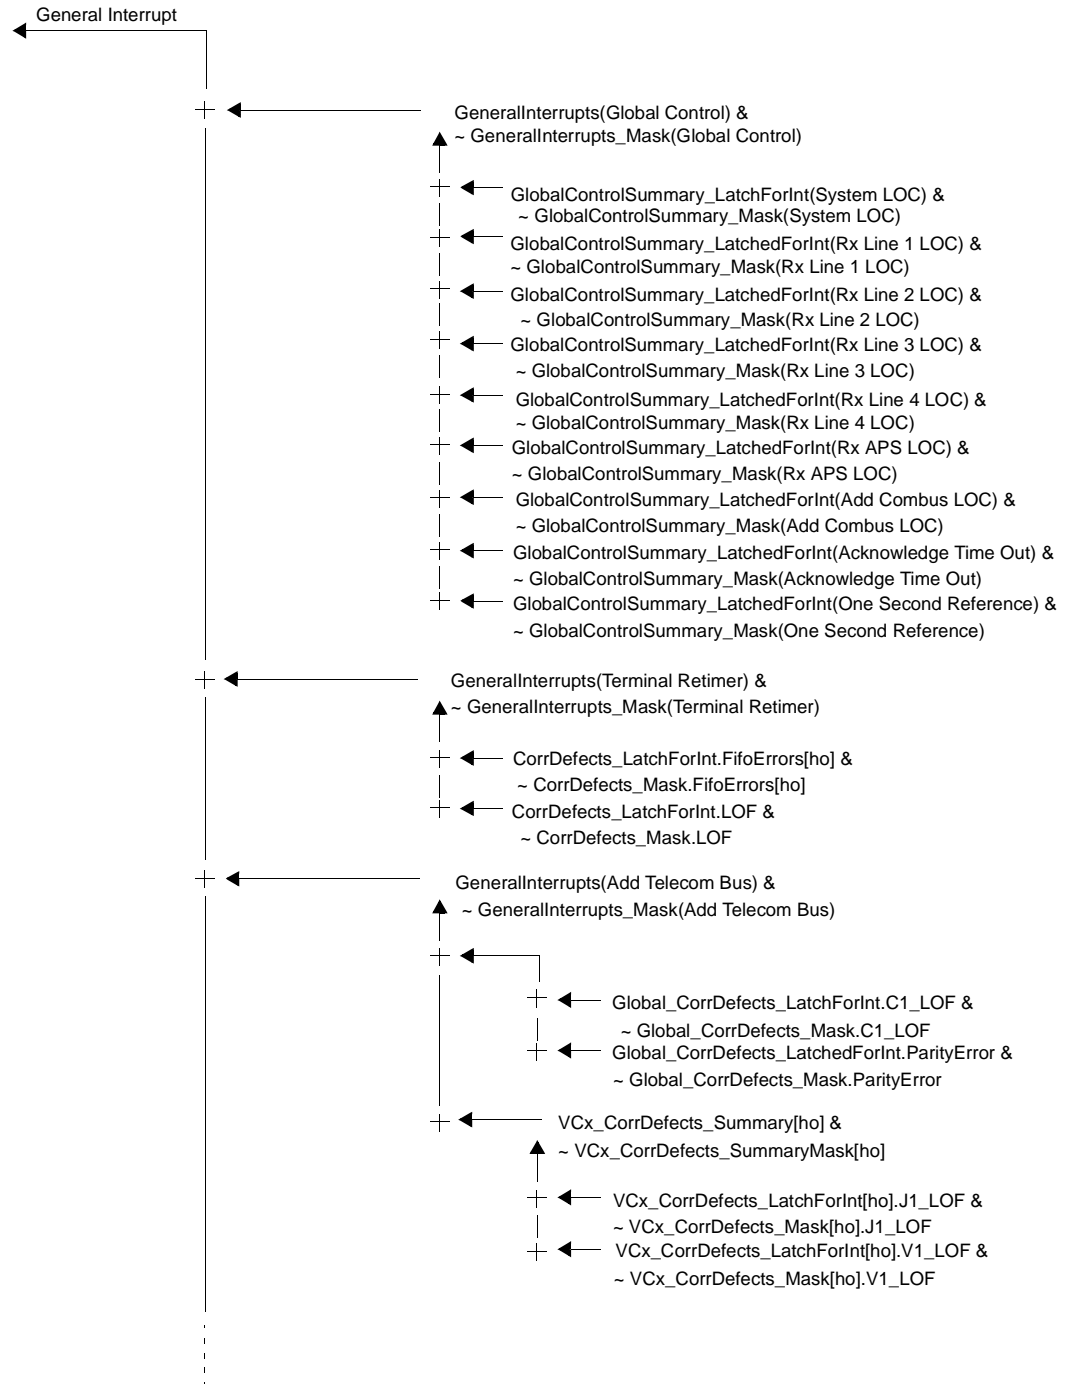 General Interrupt
GeneralInterrupts(Global Control) &
~ GeneralInterrupts_Mask(Global Control)
GlobalControlSummary_LatchForInt(System LOC) &
~ GlobalControlSummary_Mask(System LOC)
GlobalControlSummary_LatchedForInt(Rx Line 1 LOC) &
~ GlobalControlSummary_Mask(Rx Line 1 LOC)
GlobalControlSummary_LatchedForInt(Rx Line 2 LOC) &
~ GlobalControlSummary_Mask(Rx Line 2 LOC)
GlobalControlSummary_LatchedForInt(Rx Line 3 LOC) &
~ GlobalControlSummary_Mask(Rx Line 3 LOC)
GlobalControlSummary_LatchedForInt(Rx Line 4 LOC) &
~ GlobalControlSummary_Mask(Rx Line 4 LOC)
GlobalControlSummary_LatchedForInt(Rx APS LOC) &
~ GlobalControlSummary_Mask(Rx APS LOC)
GlobalControlSummary_LatchedForInt(Add Combus LOC) &
~ GlobalControlSummary_Mask(Add Combus LOC)
GlobalControlSummary_LatchedForInt(Acknowledge Time Out) &
~ GlobalControlSummary_Mask(Acknowledge Time Out)
GlobalControlSummary_LatchedForInt(One Second Reference) &
~ GlobalControlSummary_Mask(One Second Reference)
GeneralInterrupts(Terminal Retimer) &
~ GeneralInterrupts_Mask(Terminal Retimer)
CorrDefects_LatchForInt.FifoErrors[ho] &
~ CorrDefects_Mask.FifoErrors[ho]
CorrDefects_LatchForInt.LOF &
~ CorrDefects_Mask.LOF
GeneralInterrupts(Add Telecom Bus) &
~ GeneralInterrupts_Mask(Add Telecom Bus)
Global_CorrDefects_LatchForInt.C1_LOF &
~ Global_CorrDefects_Mask.C1_LOF
Global_CorrDefects_LatchedForInt.ParityError &
~ Global_CorrDefects_Mask.ParityError
VCx_CorrDefects_Summary[ho] &
~ VCx_CorrDefects_SummaryMask[ho]
VCx_CorrDefects_LatchForInt[ho].J1_LOF &
~ VCx_CorrDefects_Mask[ho].J1_LOF
VCx_CorrDefects_LatchForInt[ho].V1_LOF &
~ VCx_CorrDefects_Mask[ho].V1_LOF